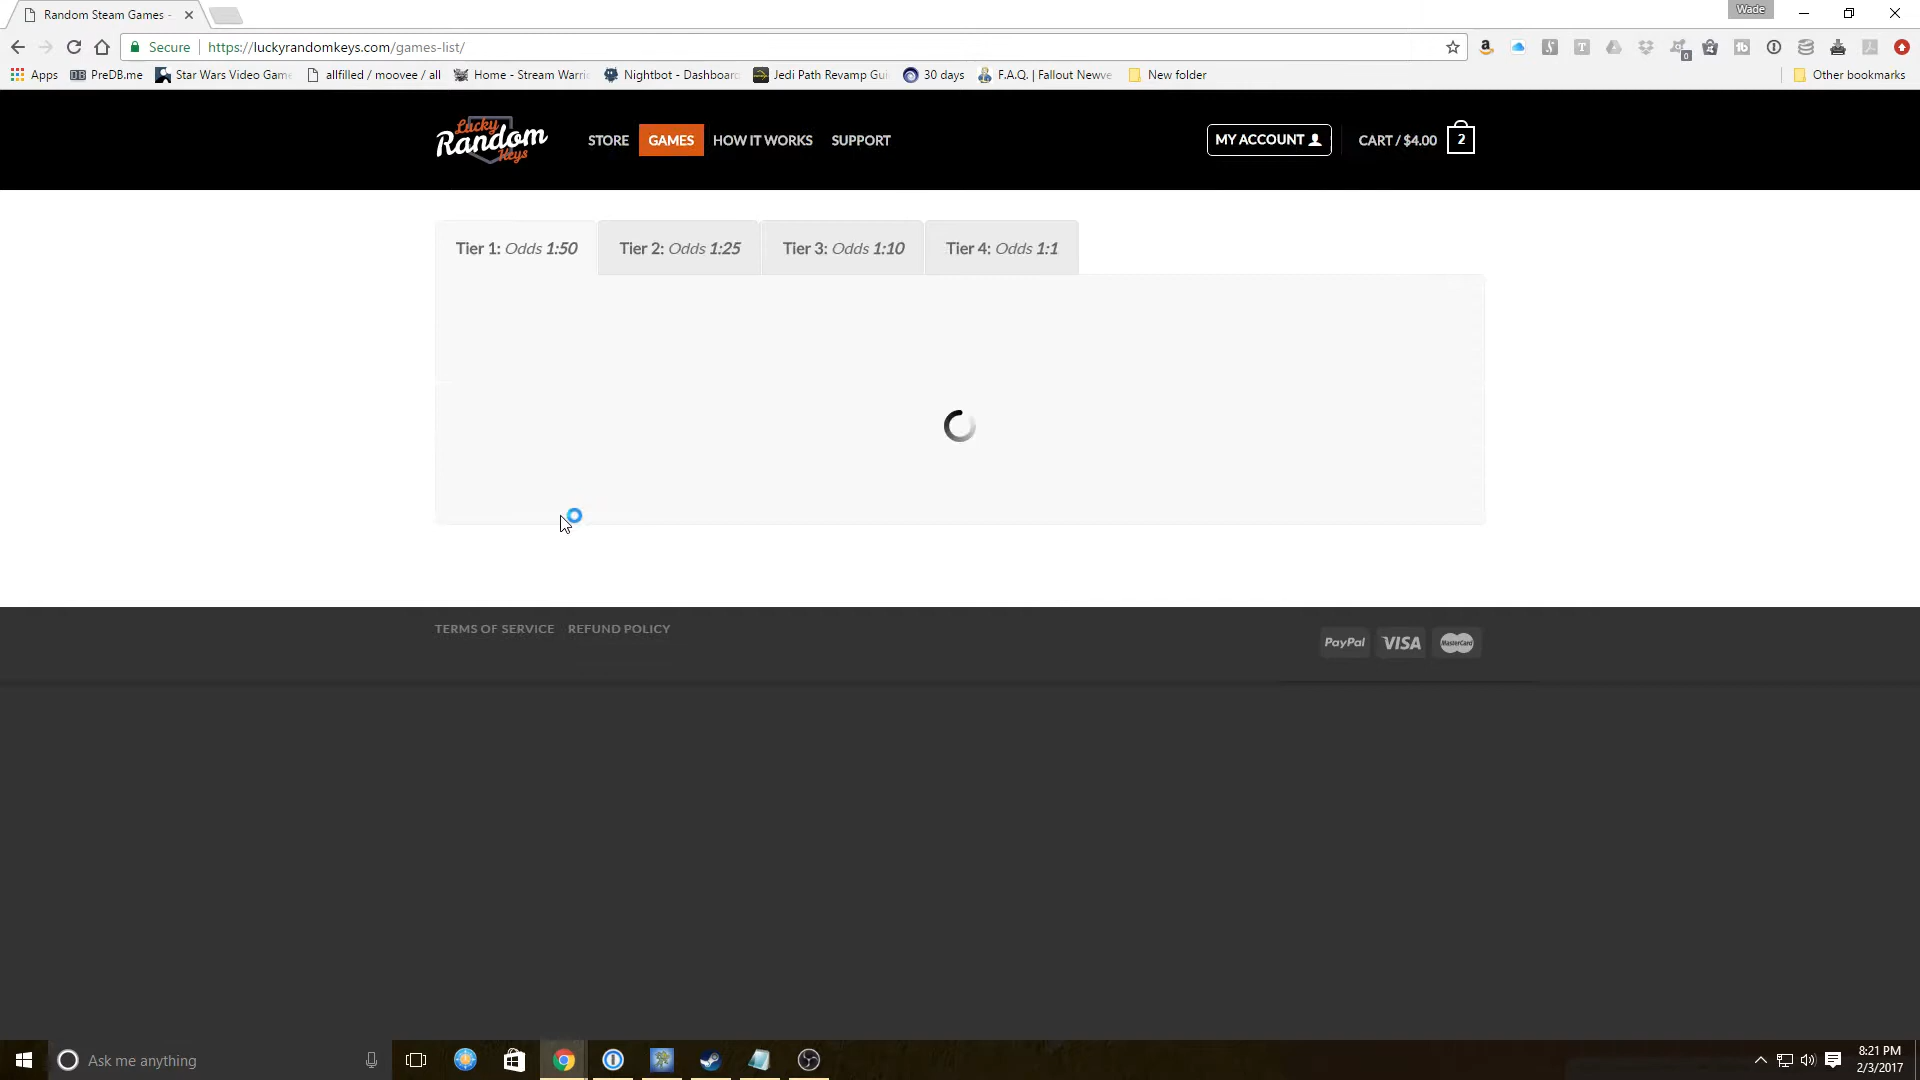 Random Steam Games -
Wade
Secure https://luckyrandomkeys.com/games-list/
Apps PreDB.me Star Wars Video Game allfilled / moovee / all Home - Stream Warri Nightbot - Dashboard Jedi Path Revamp Gui 30 days F.A.Q. | Fallout Newve New folder Other bookmarks
Lucky
Random
Keys
STORE GAMES HOW IT WORKS SUPPORT MY ACCOUNT CART / $4.00 2
Tier 1: Odds 1:50 Tier 2: Odds 1:25 Tier 3: Odds 1:10 Tier 4: Odds 1:1
TERMS OF SERVICE REFUND POLICY
PayPal VISA MasterCard
Ask me anything
8:21 PM
2/3/2017